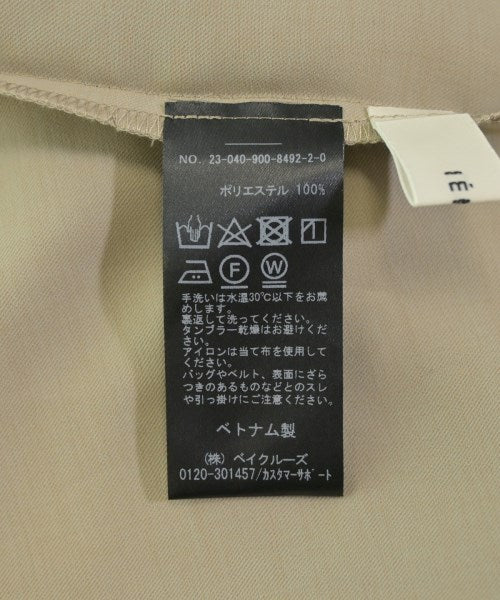 NO. 23-040-900-8492-2-0
ポリエステル 100%
F
W
手洗いは水温30℃以下をお薦
めします。
裏返して洗ってください。
タンブラー乾燥はお避けくださ
い。
アイロンは当て布を使用して
ください。
バッグやベルト、表面にざら
つきのあるものなどとのスレ
や引っ掛けにご注意ください。
ベトナム製
(株) ベイクルーズ
0120-301457/ｶｽﾀﾏｰｻﾎﾟｰﾄ
IÉ